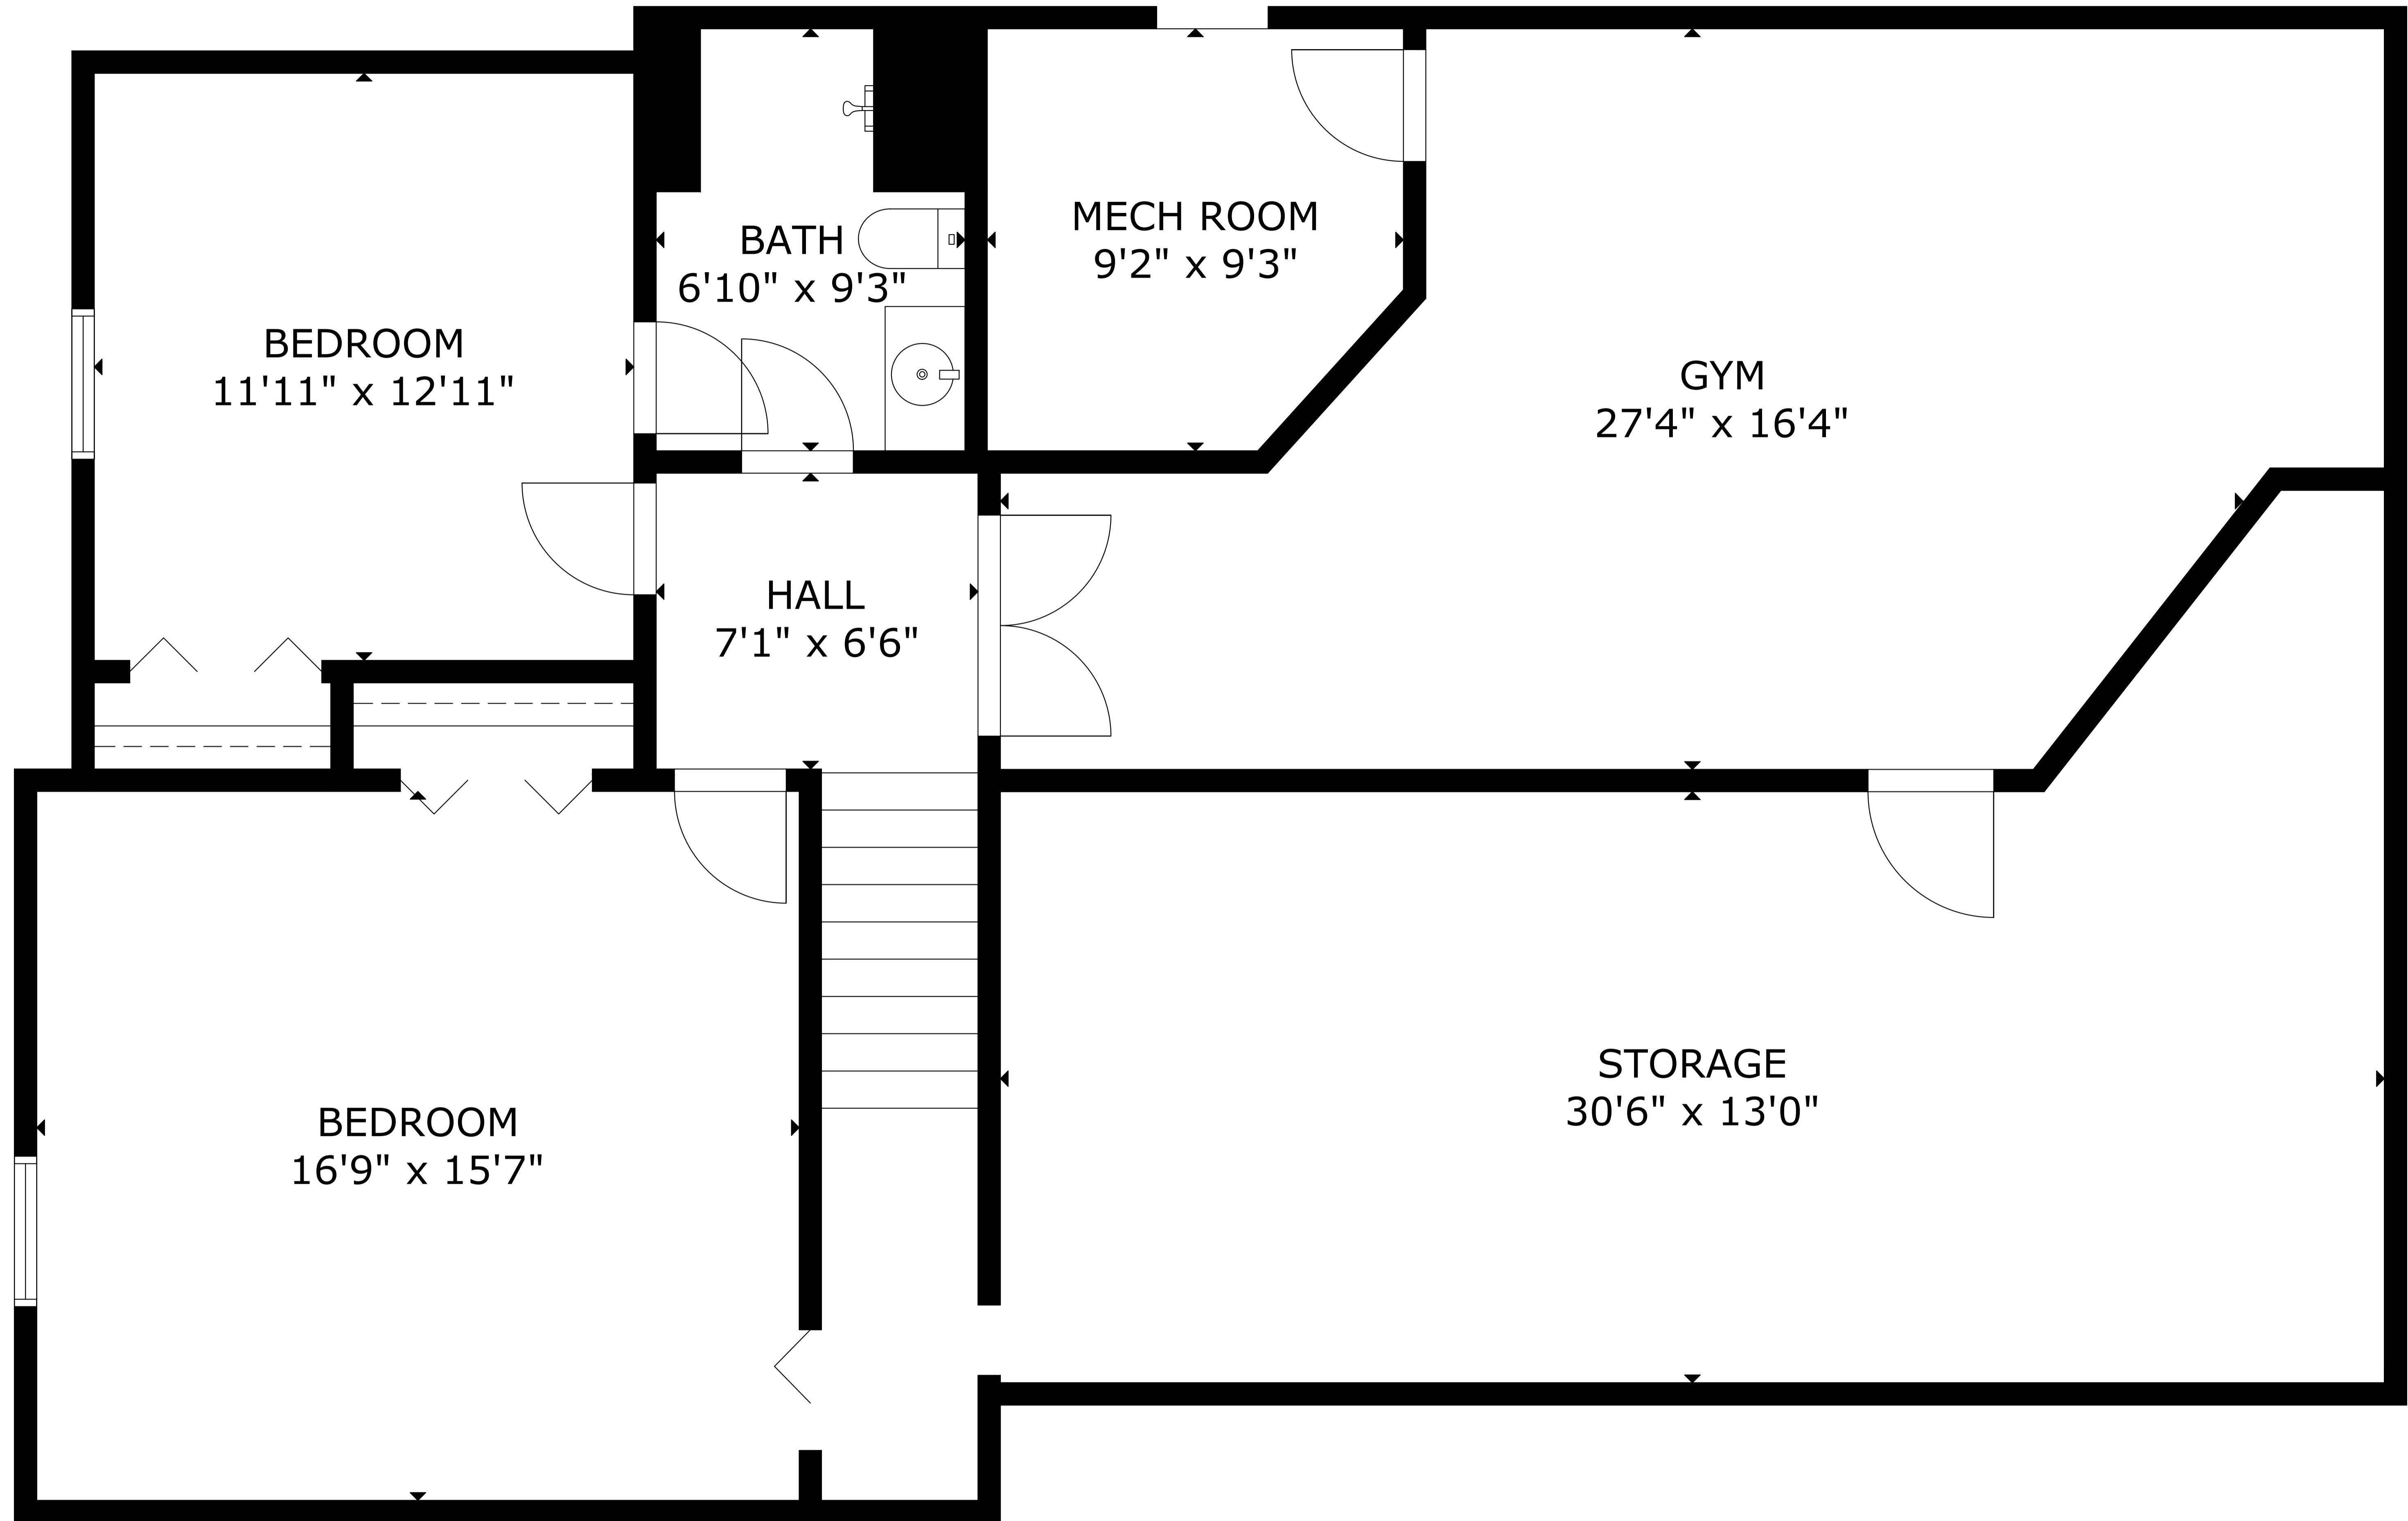 BATH
6'10" x 9'3"
MECH ROOM
9'2" x 9'3"
BEDROOM
11'11" x 12'11"
GYM
27'4" x 16'4"
HALL
7'1" x 6'6"
STORAGE
30'6" x 13'0"
BEDROOM
16'9" x 15'7"